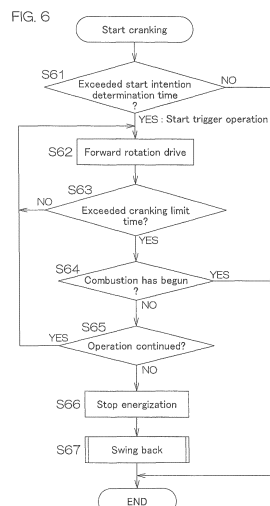 FIG. 6
Start cranking
S61
Exceeded start intention
determination time
?
NO
YES : Start trigger operation
S62
Forward rotation drive
S63
NO
Exceeded cranking limit
time?
YES
S64
Combustion has begun
?
YES
NO
S65
YES
Operation continued?
NO
S66
Stop energization
S67
Swing back
END